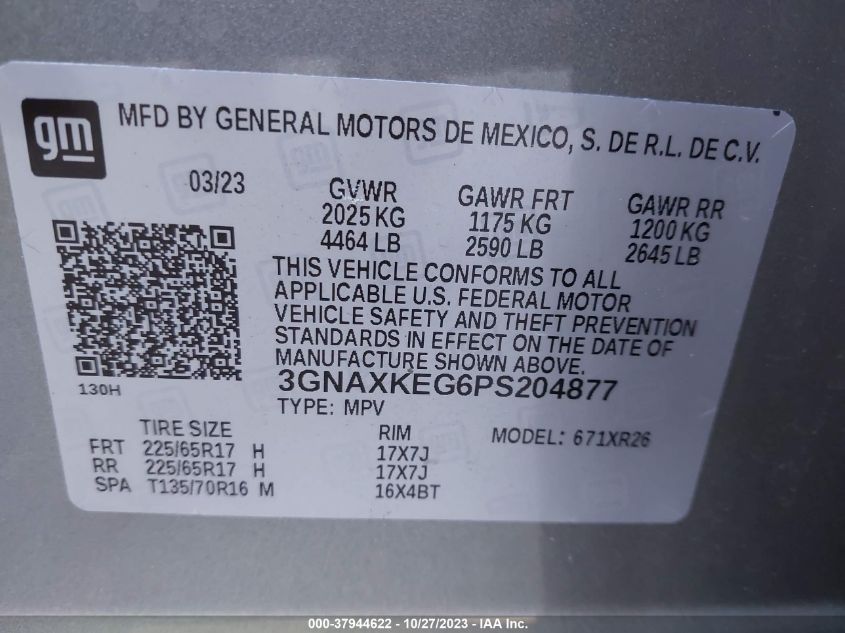 gm
MFD BY GENERAL MOTORS DE MEXICO, S. DE R.L. DE C.V.
03/23
GVWR
2025 KG
4464 LB
GAWR FRT
1175 KG
2590 LB
GAWR RR
1200 KG
2645 LB
THIS VEHICLE CONFORMS TO ALL
APPLICABLE U.S. FEDERAL MOTOR
VEHICLE SAFETY AND THEFT PREVENTION
STANDARDS IN EFFECT ON THE DATE OF
MANUFACTURE SHOWN ABOVE.
130H
3GNAXKEG6PS204877
TYPE: MPV
MODEL: 671XR26
TIRE SIZE RIM
FRT 225/65R17 H 17X7J
RR 225/65R17 H 17X7J
SPA T135/70R16 M 16X4BT
000-37944622 - 10/27/2023 - IAA Inc.